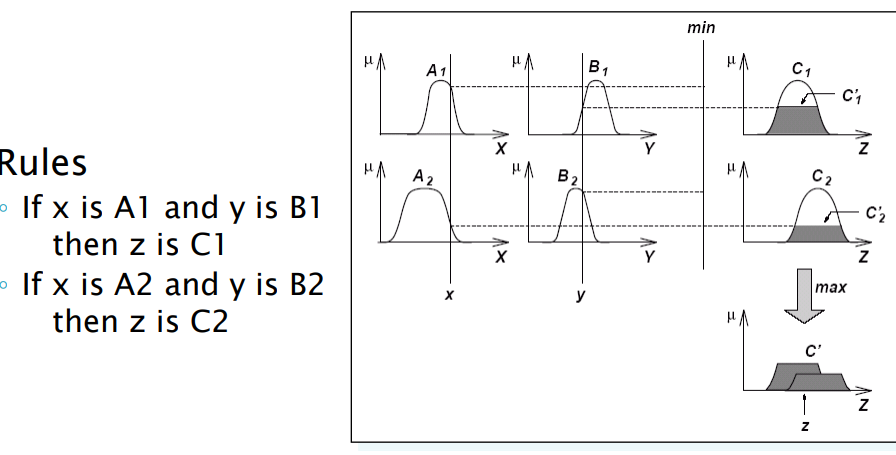 Rules
If x is A1 and y is B1
then z is C1
If x is A2 and y is B2
then z is C2
min
μ A1 X
μ B1 Y
μ C1 C'1 Z
μ A2 X
μ B2 Y
μ C2 C'2 Z
x
y
max
μ C' Z
z